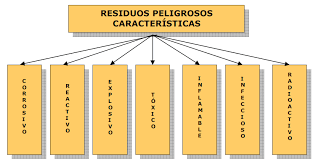 RESIDUOS PELIGROSOS
CARACTERÍSTICAS
CORROSIVO
REACTIVO
EXPLOSIVO
TÓXICO
INFLAMABLE
INFECCIOSO
RADIOACTIVO